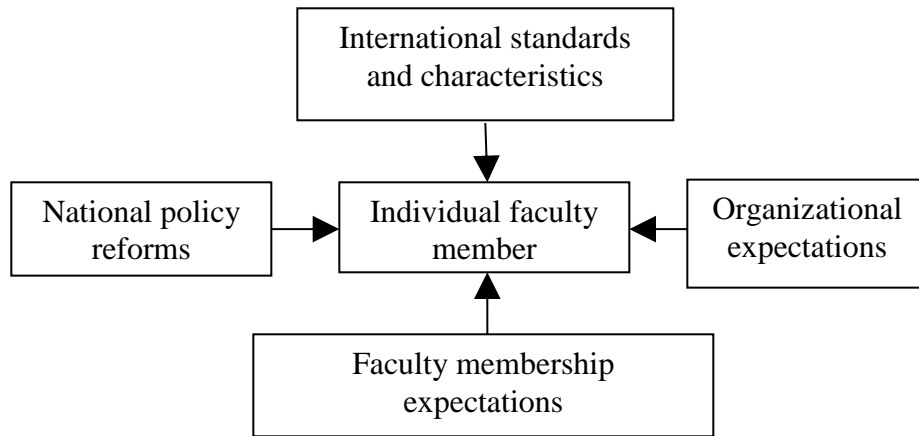 International standards
and characteristics
National policy
reforms
Individual faculty
member
Organizational
expectations
Faculty membership
expectations